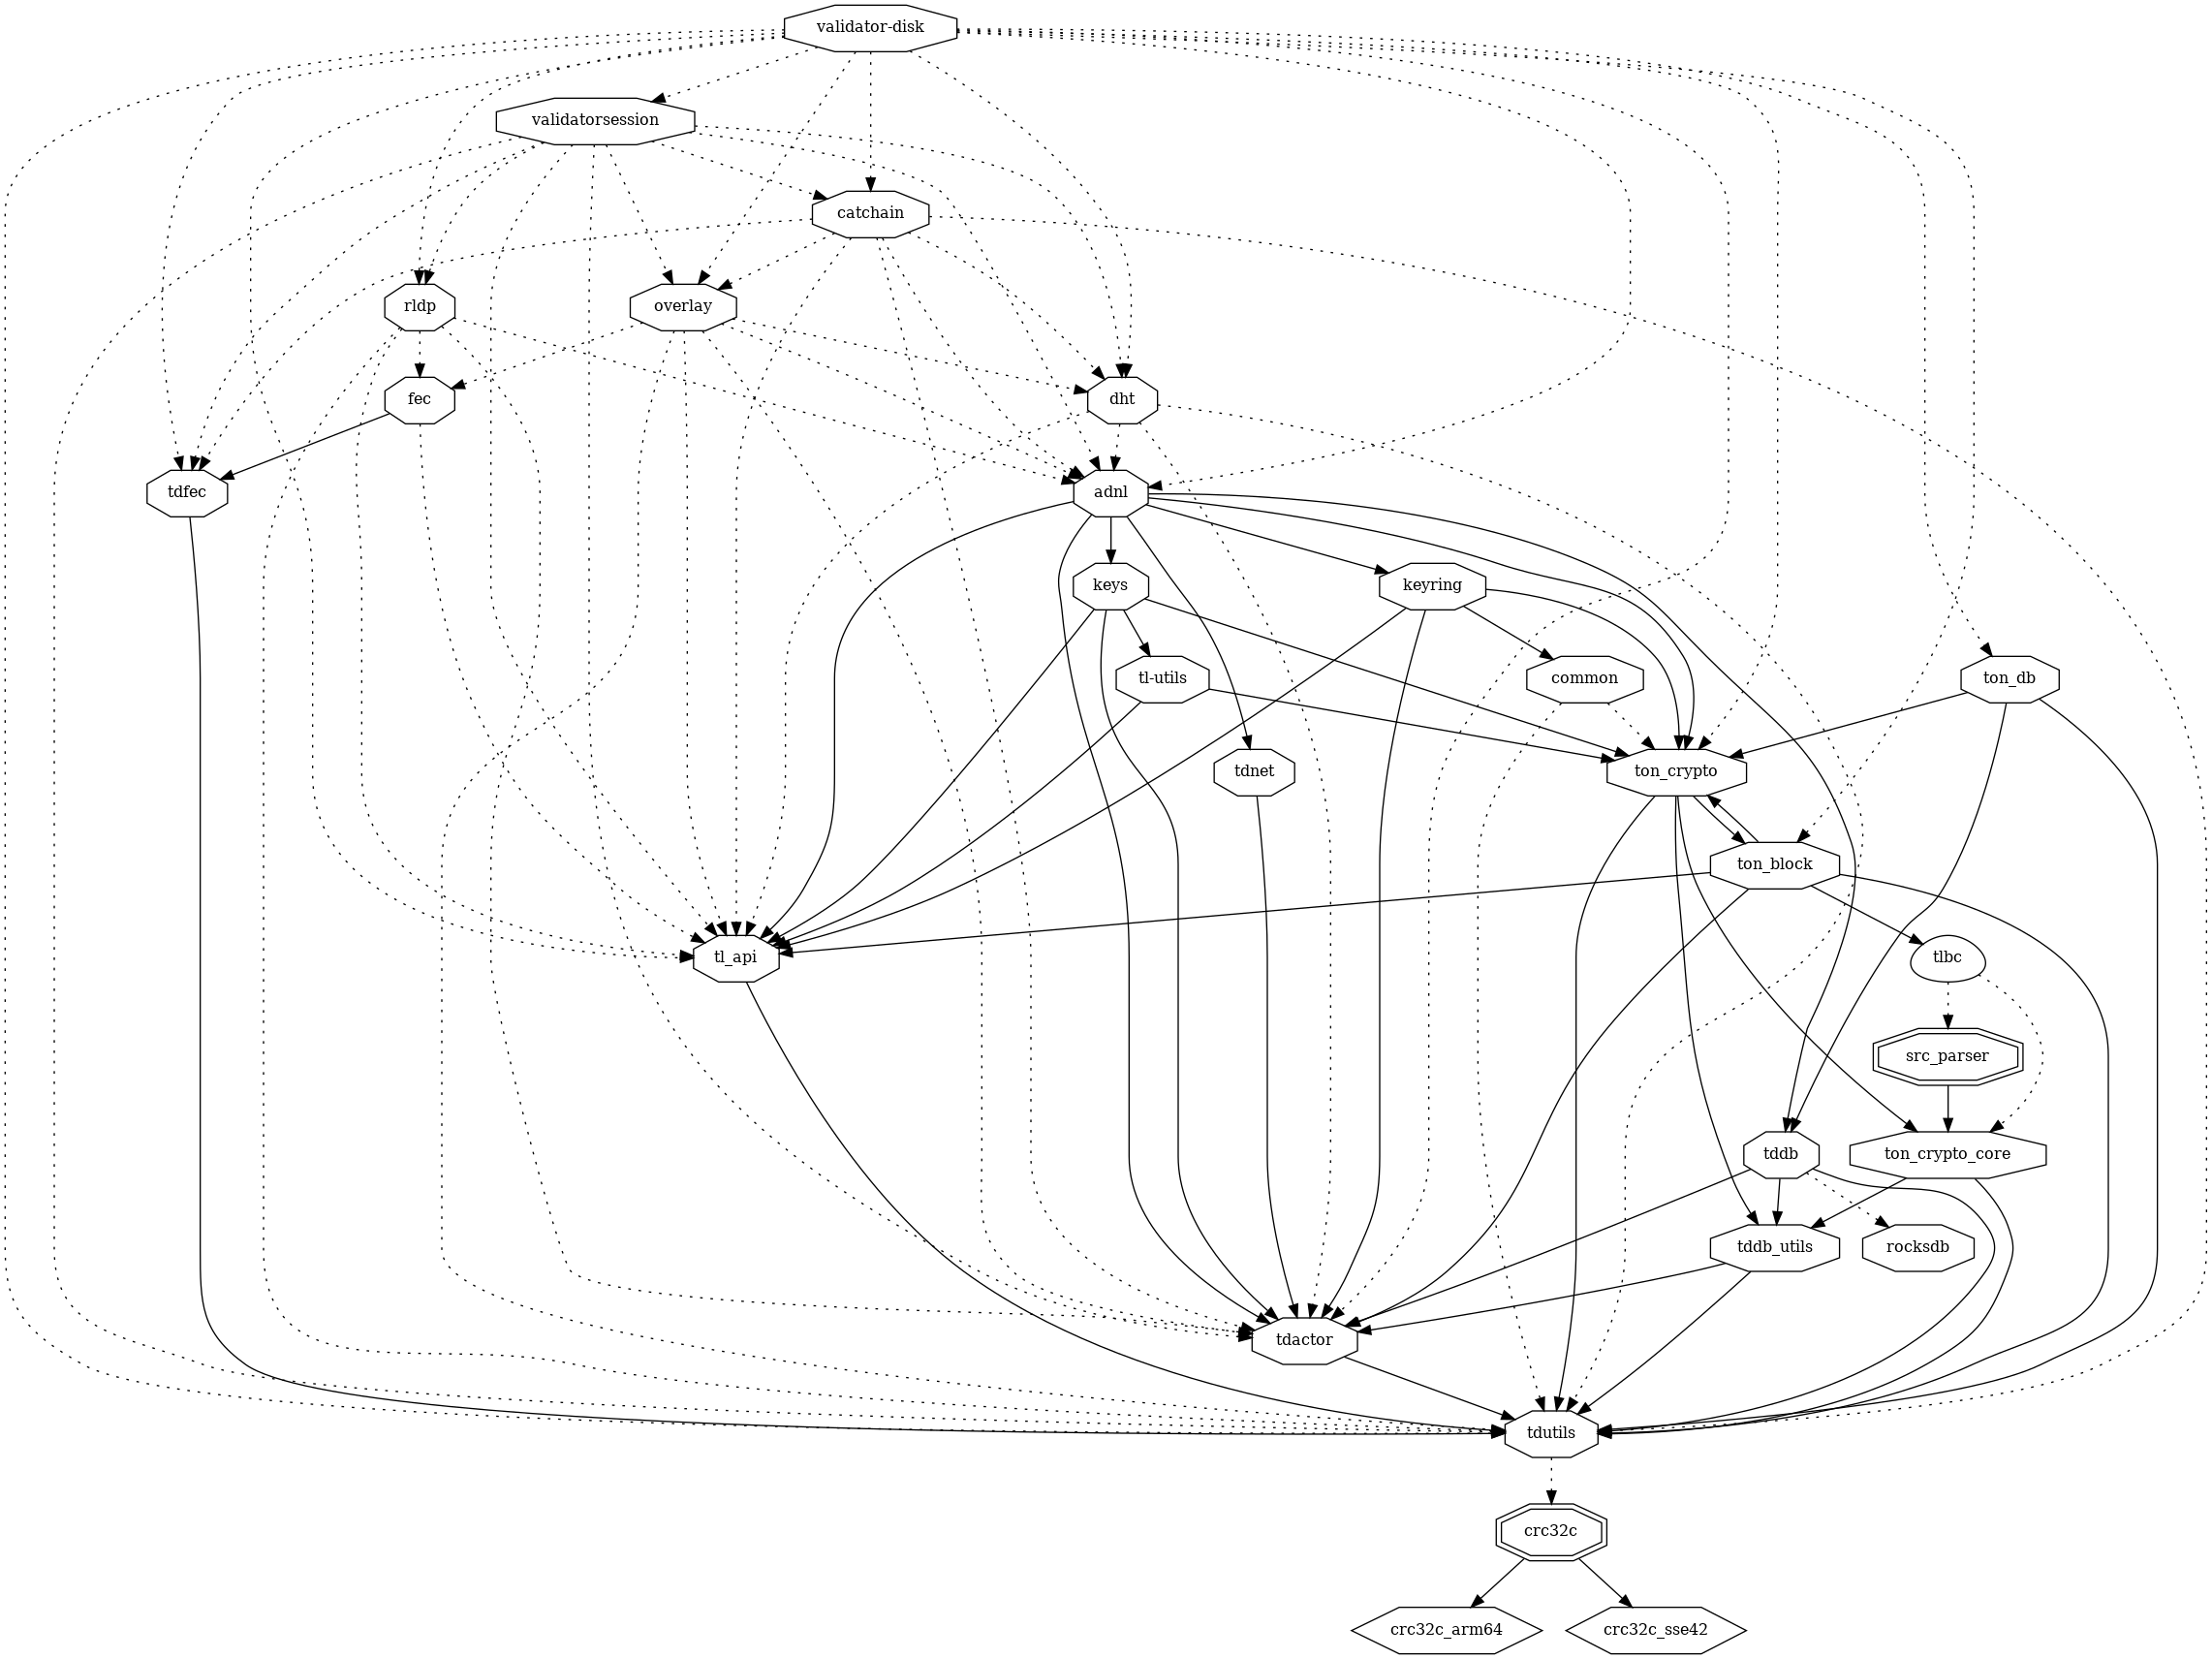 validator-disk
validatorsession
catchain
rldp
overlay
fec
dht
tdfec
adnl
keys
keyring
tl-utils
common
ton_db
tdnet
ton_crypto
ton_block
tl_api
tlbc
src_parser
tddb
ton_crypto_core
tddb_utils
rocksdb
tdactor
tdutils
crc32c
crc32c_arm64
crc32c_sse42